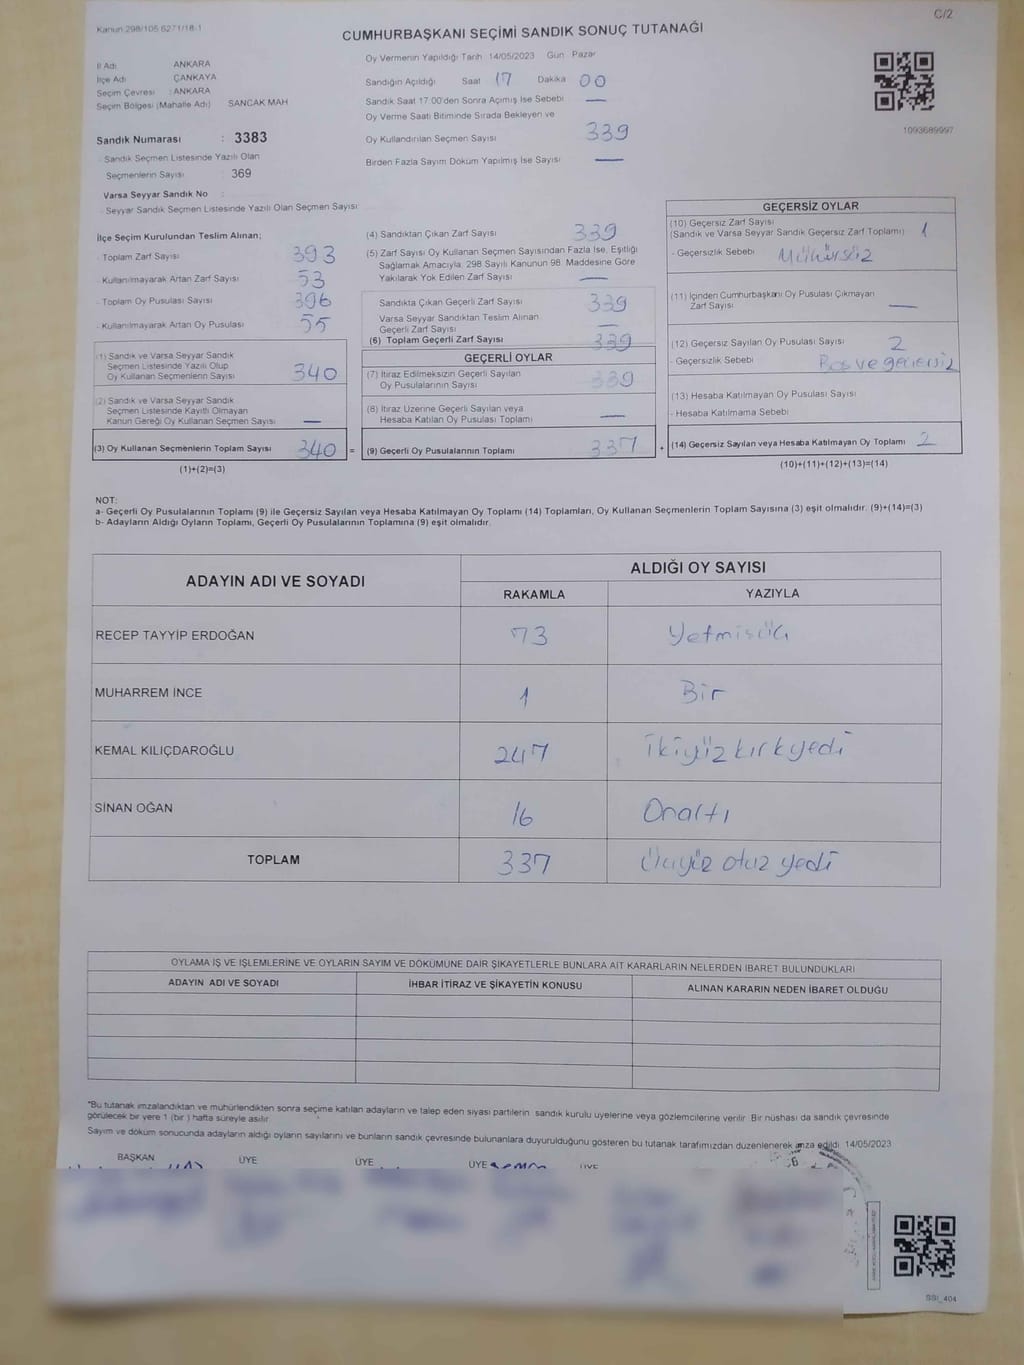 Kanun 298/105 6271/18-1
C/2
CUMHURBAŞKANI SEÇİMİ SANDIK SONUÇ TUTANAĞI
İl Adı ANKARA
İlçe Adı ÇANKAYA
Seçim Çevresi : ANKARA
Seçim Bölgesi (Mahalle Adı) SANCAK MAH
Sandık Numarası : 3383
- Sandık Seçmen Listesinde Yazılı Olan
Seçmenlerin Sayısı : 369
Varsa Seyyar Sandık No :
- Seyyar Sandık Seçmen Listesinde Yazılı Olan Seçmen Sayısı:
Oy Vermenin Yapıldığı Tarih 14/05/2023 Gün Pazar
Sandığın Açıldığı Saat 17 Dakika 00
Sandık Saat 17.00'den Sonra Açımış İse Sebebi —
Oy Verme Saati Bitiminde Sırada Bekleyen ve
Oy Kullandırılan Seçmen Sayısı 339
Birden Fazla Sayım Döküm Yapılmış İse Sayısı —
1093689997
İlçe Seçim Kurulundan Teslim Alınan;
- Toplam Zarf Sayısı 393
- Kullanılmayarak Artan Zarf Sayısı 53
- Toplam Oy Pusulası Sayısı 396
- Kullanılmayarak Artan Oy Pusulası 55
(1) Sandık ve Varsa Seyyar Sandık
Seçmen Listesinde Yazılı Olup
Oy Kullanan Seçmenlerin Sayısı 340
(2) Sandık ve Varsa Seyyar Sandık
Seçmen Listesinde Kayıtlı Olmayan
Kanun Gereği Oy Kullanan Seçmen Sayısı —
(3) Oy Kullanan Seçmenlerin Toplam Sayısı 340 =
(1)+(2)=(3)
(4) Sandıktan Çıkan Zarf Sayısı 339
(5) Zarf Sayısı Oy Kullanan Seçmen Sayısından Fazla İse, Eşitliği
Sağlamak Amacıyla, 298 Sayılı Kanunun 98. Maddesine Göre
Yakılarak Yok Edilen Zarf Sayısı —
Sandıkta Çıkan Geçerli Zarf Sayısı 339
Varsa Seyyar Sandıktan Teslim Alınan
Geçerli Zarf Sayısı —
(6) Toplam Geçerli Zarf Sayısı 339
GEÇERLİ OYLAR
(7) İtiraz Edilmeksizin Geçerli Sayılan
Oy Pusulalarının Sayısı 339
(8) İtiraz Üzerine Geçerli Sayılan veya
Hesaba Katılan Oy Pusulası Toplamı —
(9) Geçerli Oy Pusulalarının Toplamı 337 +
GEÇERSİZ OYLAR
(10) Geçersiz Zarf Sayısı
(Sandık ve Varsa Seyyar Sandık Geçersiz Zarf Toplamı) 1
- Geçersizlik Sebebi Mühürsüz
(11) İçinden Cumhurbaşkanı Oy Pusulası Çıkmayan
Zarf Sayısı —
(12) Geçersiz Sayılan Oy Pusulası Sayısı 2
- Geçersizlik Sebebi Boş ve geçersiz
(13) Hesaba Katılmayan Oy Pusulası Sayısı
- Hesaba Katılmama Sebebi
(14) Geçersiz Sayılan veya Hesaba Katılmayan Oy Toplamı 2
(10)+(11)+(12)+(13)=(14)
NOT:
a- Geçerli Oy Pusulalarının Toplamı (9) ile Geçersiz Sayılan veya Hesaba Katılmayan Oy Toplamı (14) Toplamları, Oy Kullanan Seçmenlerin Toplam Sayısına (3) eşit olmalıdır. (9)+(14)=(3)
b- Adayların Aldığı Oyların Toplamı, Geçerli Oy Pusulalarının Toplamına (9) eşit olmalıdır.
ADAYIN ADI VE SOYADI ALDIĞI OY SAYISI
RAKAMLA YAZIYLA
RECEP TAYYİP ERDOĞAN 73 Yetmişüç
MUHARREM İNCE 1 Bir
KEMAL KILIÇDAROĞLU 247 ikiyüz kırk yedi
SİNAN OĞAN 16 Onaltı
TOPLAM 337 Üçyüz otuz yedi
OYLAMA İŞ VE İŞLEMLERİNE VE OYLARIN SAYIM VE DÖKÜMÜNE DAİR ŞİKAYETLERLE BUNLARA AİT KARARLARIN NELERDEN İBARET BULUNDUKLARI
ADAYIN ADI VE SOYADI İHBAR İTİRAZ VE ŞİKAYETİN KONUSU ALINAN KARARIN NEDEN İBARET OLDUĞU
*Bu tutanak imzalandıktan ve mühürlendikten sonra seçime katılan adayların ve talep eden siyasi partilerin sandık kurulu üyelerine veya gözlemcilerine verilir. Bir nüshası da sandık çevresinde
görülecek bir yere 1 (bir ) hafta süreyle asılır.
Sayım ve döküm sonucunda adayların aldığı oyların sayılarını ve bunların sandık çevresinde bulunanlara duyurulduğunu gösteren bu tutanak tarafımızdan düzenlenerek imza edildi 14/05/2023
BAŞKAN ÜYE ÜYE ÜYE ÜYE
SSI_404